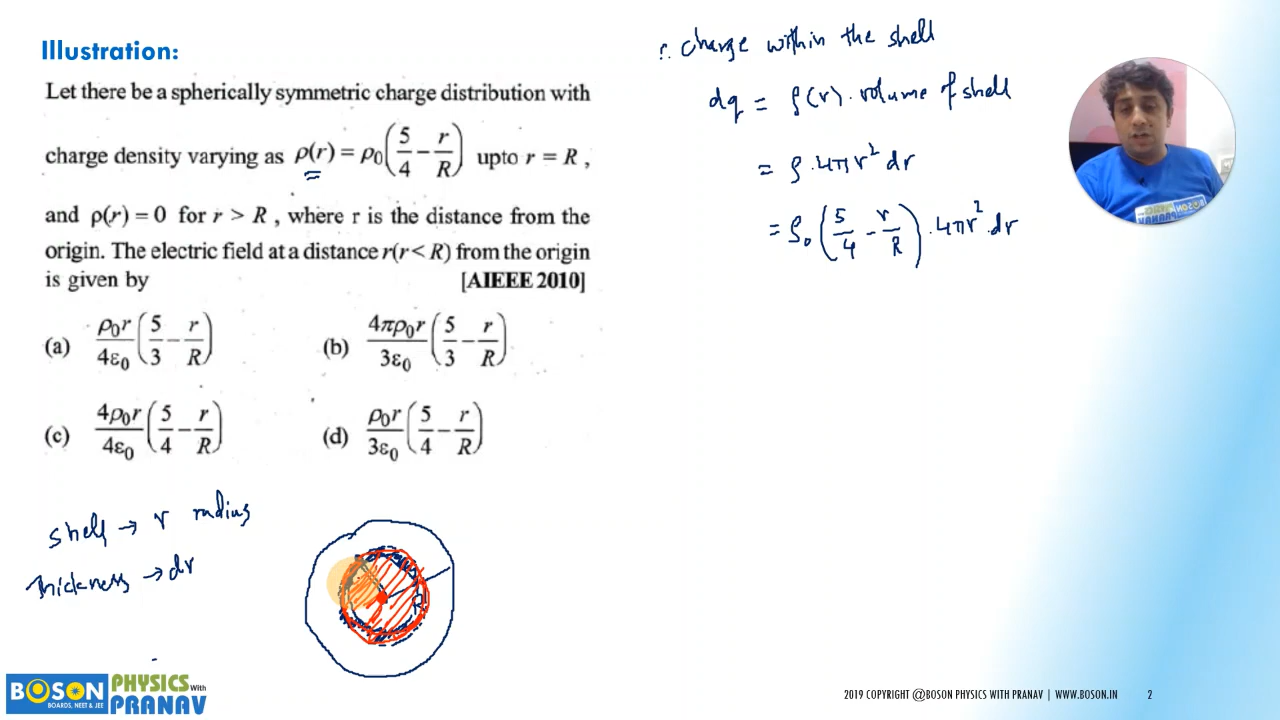 Illustration:
Let there be a spherically symmetric charge distribution with
charge density varying as ρ(r) = ρ₀(5/4 − r/R) upto r = R ,
and ρ(r) = 0 for r > R , where r is the distance from the
origin. The electric field at a distance r(r < R) from the origin
is given by [AIEEE 2010]
(a) ρ₀r/4ε₀ (5/3 − r/R) (b) 4πρ₀r/3ε₀ (5/3 − r/R)
(c) 4ρ₀r/4ε₀ (5/4 − r/R) (d) ρ₀r/3ε₀ (5/4 − r/R)
shell → r radius
Thickness → dr
R
∴ charge within the shell
dq = ρ(r) . volume of shell
= ρ . 4πr² dr
= ρ₀ (5/4 − r/R) . 4πr² . dr
BOSON
BOARDS, NEET & JEE
PHYSICS With
PRANAV
2019 COPYRIGHT @BOSON PHYSICS WITH PRANAV | WWW.BOSON.IN 2